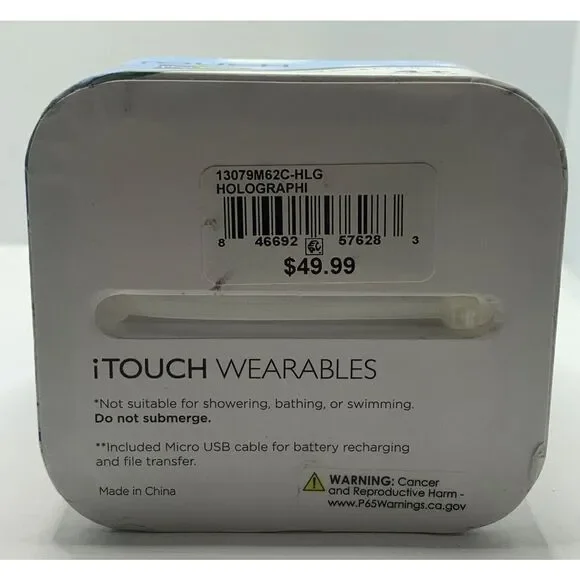 13079M62C-HLG
HOLOGRAPHI
8 46692 57628 3
$49.99
iTOUCH WEARABLES
*Not suitable for showering, bathing, or swimming.
Do not submerge.
**Included Micro USB cable for battery recharging
and file transfer.
Made in China
WARNING: Cancer
and Reproductive Harm -
www.P65Warnings.ca.gov